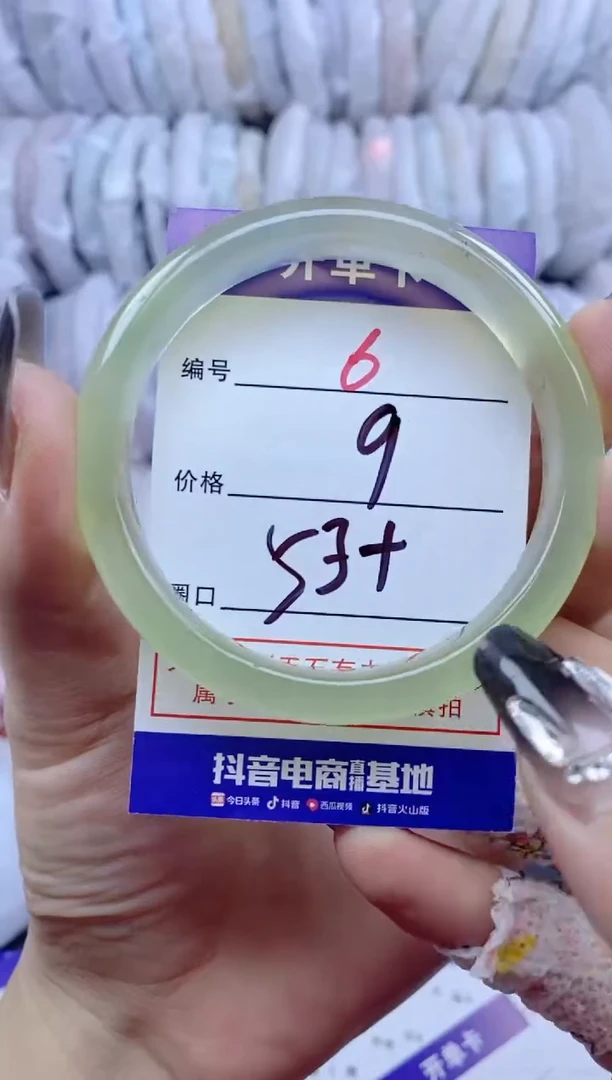 开单卡
编号 6
价格 9
圈口 53+
抖音电商直播基地
今日头条 抖音 西瓜视频 抖音火山版
开单卡